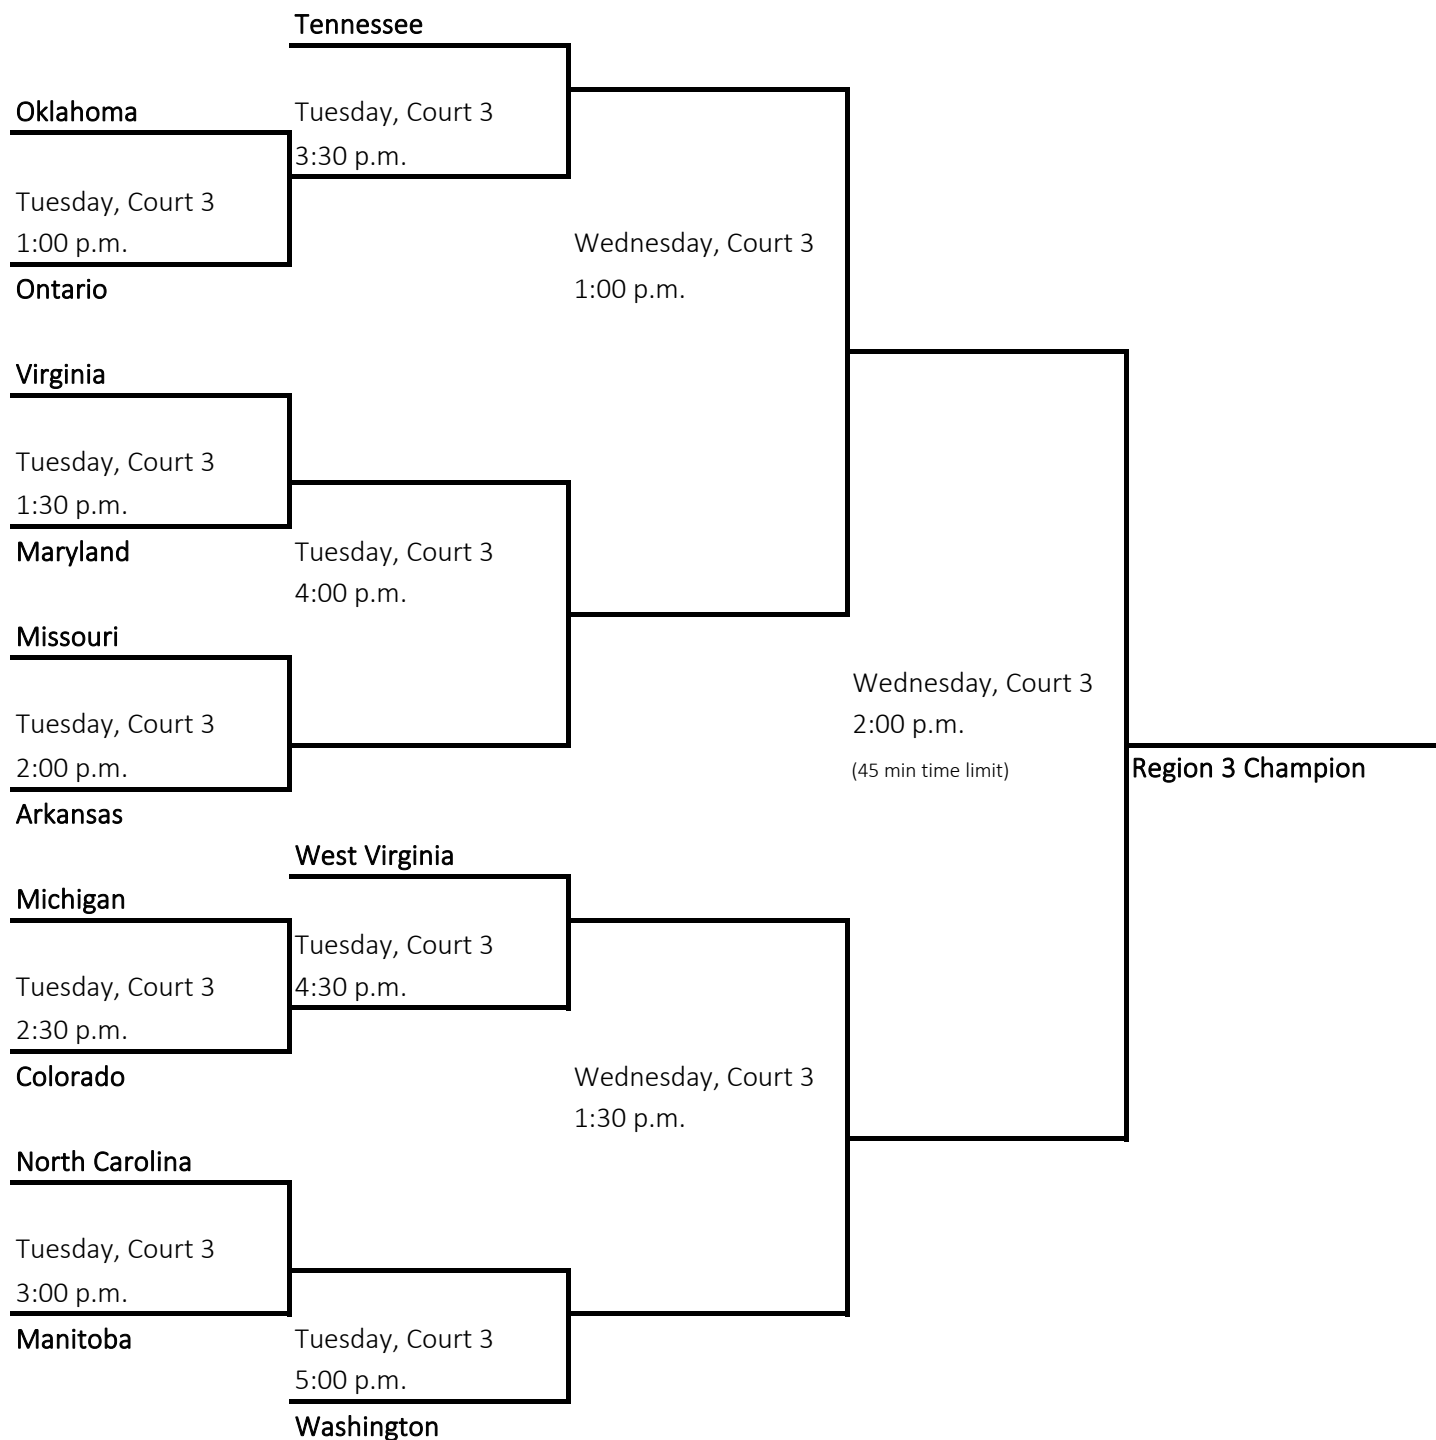 Tennessee
Oklahoma
Tuesday, Court 3
3:30 p.m.
Tuesday, Court 3
1:00 p.m.
Ontario
Wednesday, Court 3
1:00 p.m.
Virginia
Tuesday, Court 3
1:30 p.m.
Maryland
Tuesday, Court 3
4:00 p.m.
Missouri
Tuesday, Court 3
2:00 p.m.
Arkansas
Wednesday, Court 3
2:00 p.m.
(45 min time limit)
Region 3 Champion
West Virginia
Michigan
Tuesday, Court 3
4:30 p.m.
Tuesday, Court 3
2:30 p.m.
Colorado
Wednesday, Court 3
1:30 p.m.
North Carolina
Tuesday, Court 3
3:00 p.m.
Manitoba
Tuesday, Court 3
5:00 p.m.
Washington